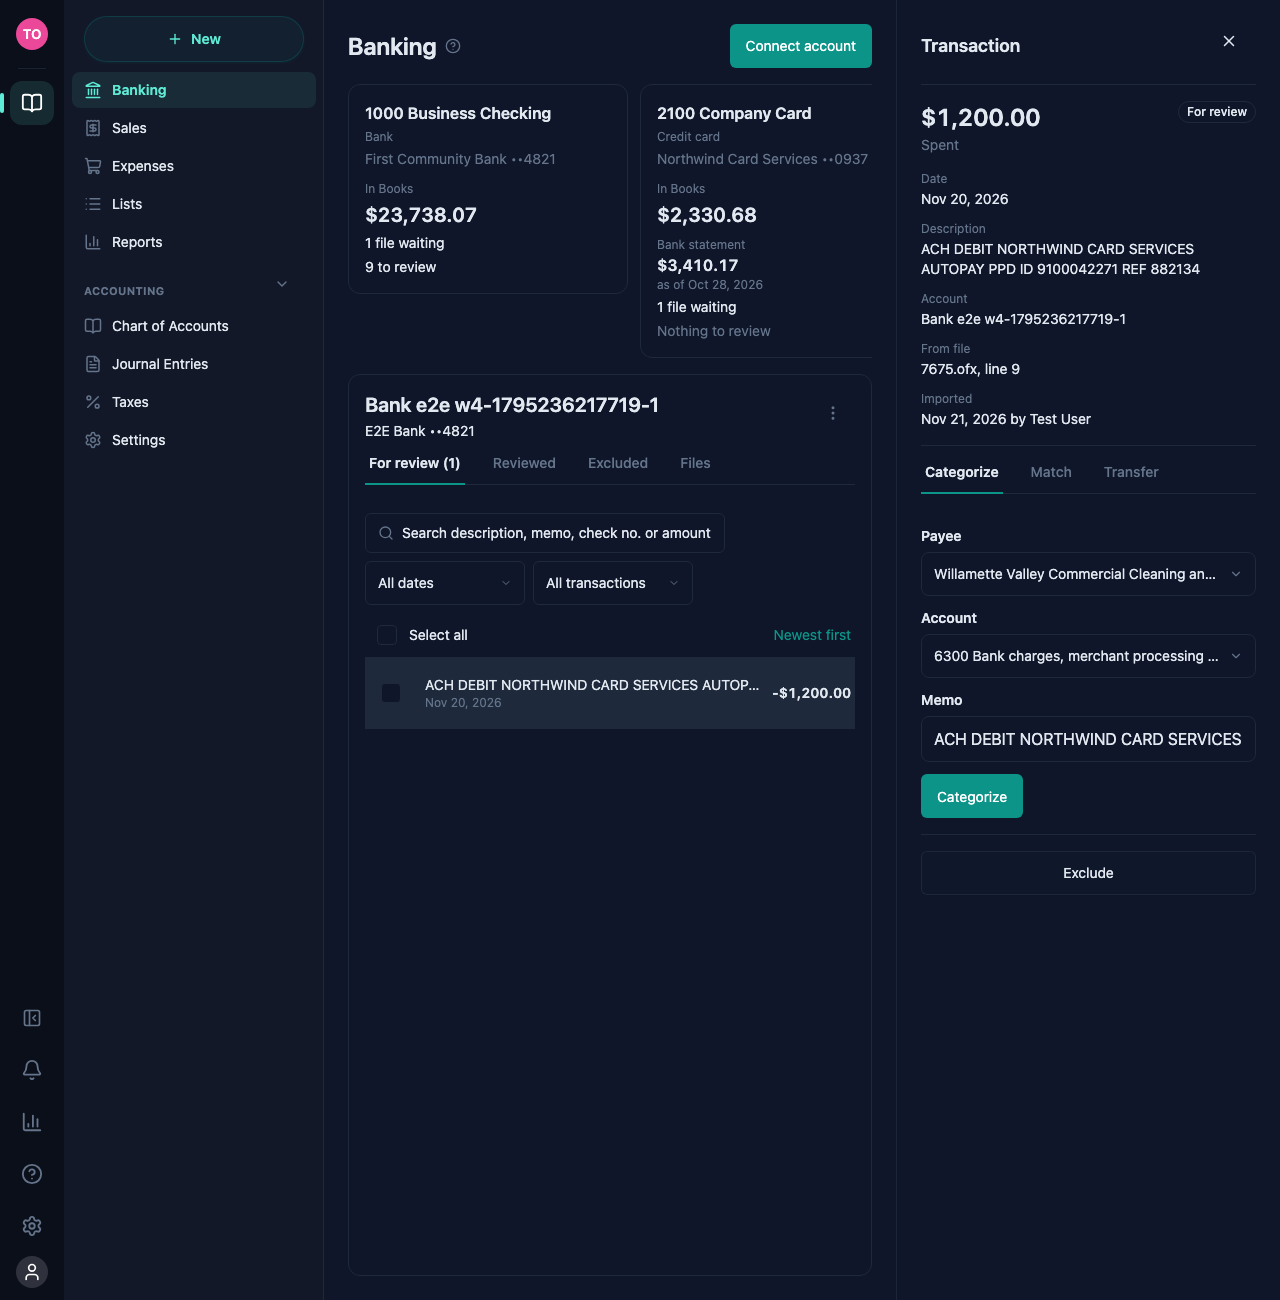 TO
New
Banking
Sales
Expenses
Lists
Reports
ACCOUNTING
Chart of Accounts
Journal Entries
Taxes
Settings
Banking
Connect account
1000 Business Checking
Bank
First Community Bank ••4821
In Books
$23,738.07
1 file waiting
9 to review
2100 Company Card
Credit card
Northwind Card Services ••0937
In Books
$2,330.68
Bank statement
$3,410.17
as of Oct 28, 2026
1 file waiting
Nothing to review
Bank e2e w4-1795236217719-1
E2E Bank ••4821
For review (1)
Reviewed
Excluded
Files
Search description, memo, check no. or amount
All dates
All transactions
Select all
Newest first
ACH DEBIT NORTHWIND CARD SERVICES AUTOP...
-$1,200.00
Nov 20, 2026
Transaction
$1,200.00
For review
Spent
Date
Nov 20, 2026
Description
ACH DEBIT NORTHWIND CARD SERVICES
AUTOPAY PPD ID 9100042271 REF 882134
Account
Bank e2e w4-1795236217719-1
From file
7675.ofx, line 9
Imported
Nov 21, 2026 by Test User
Categorize
Match
Transfer
Payee
Willamette Valley Commercial Cleaning an...
Account
6300 Bank charges, merchant processing ...
Memo
ACH DEBIT NORTHWIND CARD SERVICES
Categorize
Exclude